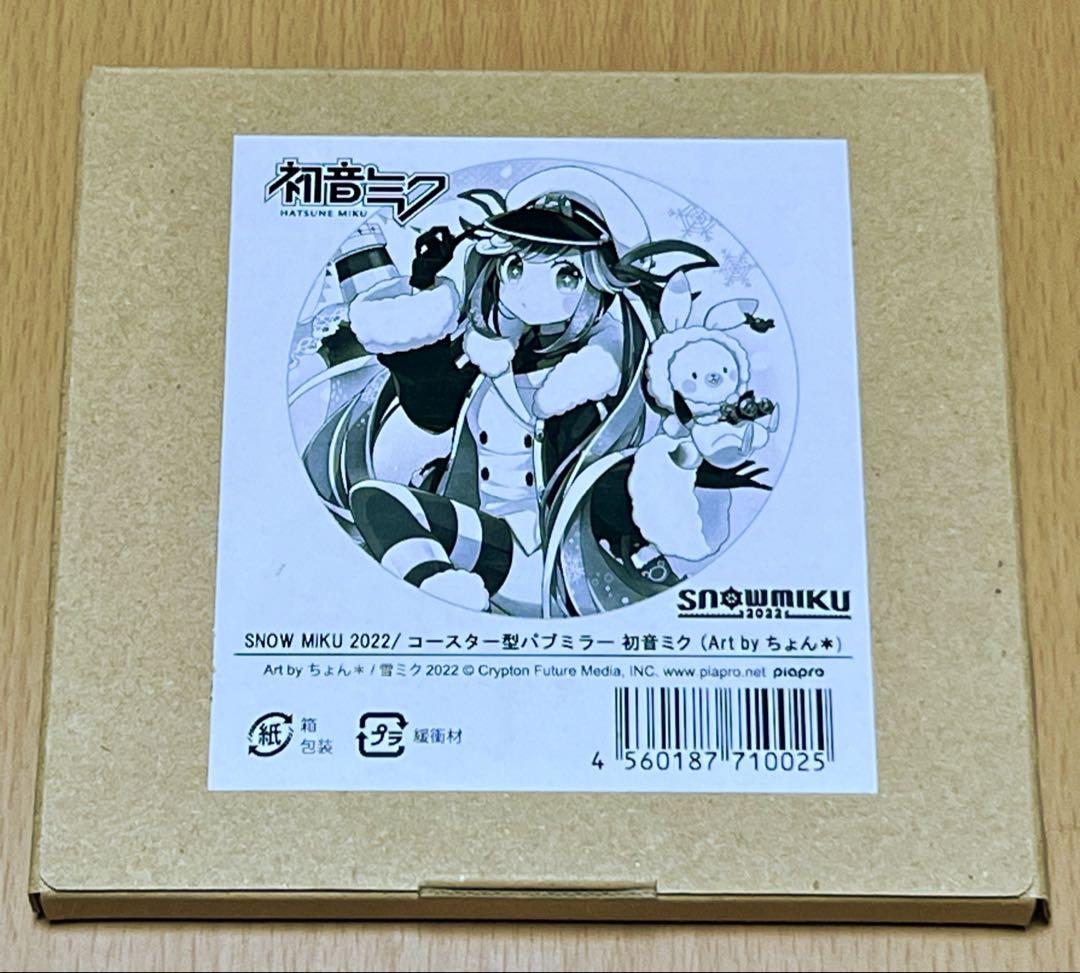 初音ミク
HATSUNE MIKU
SNOWMIKU
2022
SNOW MIKU 2022/ コースター型パブミラー 初音ミク (Art by ちょん＊)
Art by ちょん＊ / 雪ミク 2022 © Crypton Future Media, INC. www.piapro.net piapro
紙 箱
包装
プラ 緩衝材
4 560187 710025